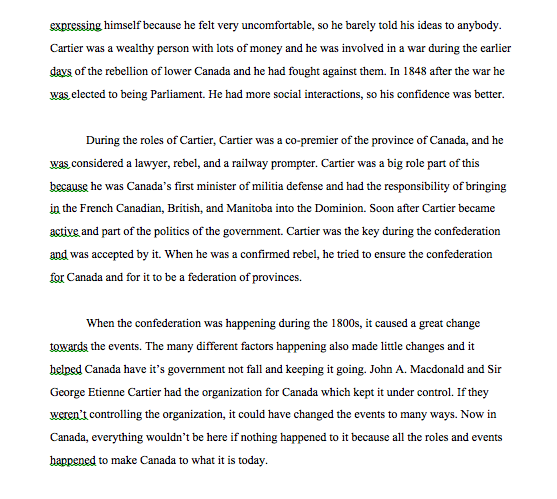 expressing himself because he felt very uncomfortable, so he barely told his ideas to anybody.
Cartier was a wealthy person with lots of money and he was involved in a war during the earlier
days of the rebellion of lower Canada and he had fought against them. In 1848 after the war he
was elected to being Parliament. He had more social interactions, so his confidence was better.
During the roles of Cartier, Cartier was a co-premier of the province of Canada, and he
was considered a lawyer, rebel, and a railway prompter. Cartier was a big role part of this
because he was Canada's first minister of militia defense and had the responsibility of bringing
in the French Canadian, British, and Manitoba into the Dominion. Soon after Cartier became
active and part of the politics of the government. Cartier was the key during the confederation
and was accepted by it. When he was a confirmed rebel, he tried to ensure the confederation
for Canada and for it to be a federation of provinces.
When the confederation was happening during the 1800s, it caused a great change
towards the events. The many different factors happening also made little changes and it
helped Canada have it's government not fall and keeping it going. John A. Macdonald and Sir
George Etienne Cartier had the organization for Canada which kept it under control. If they
weren't controlling the organization, it could have changed the events to many ways. Now in
Canada, everything wouldn't be here if nothing happened to it because all the roles and events
happened to make Canada to what it is today.